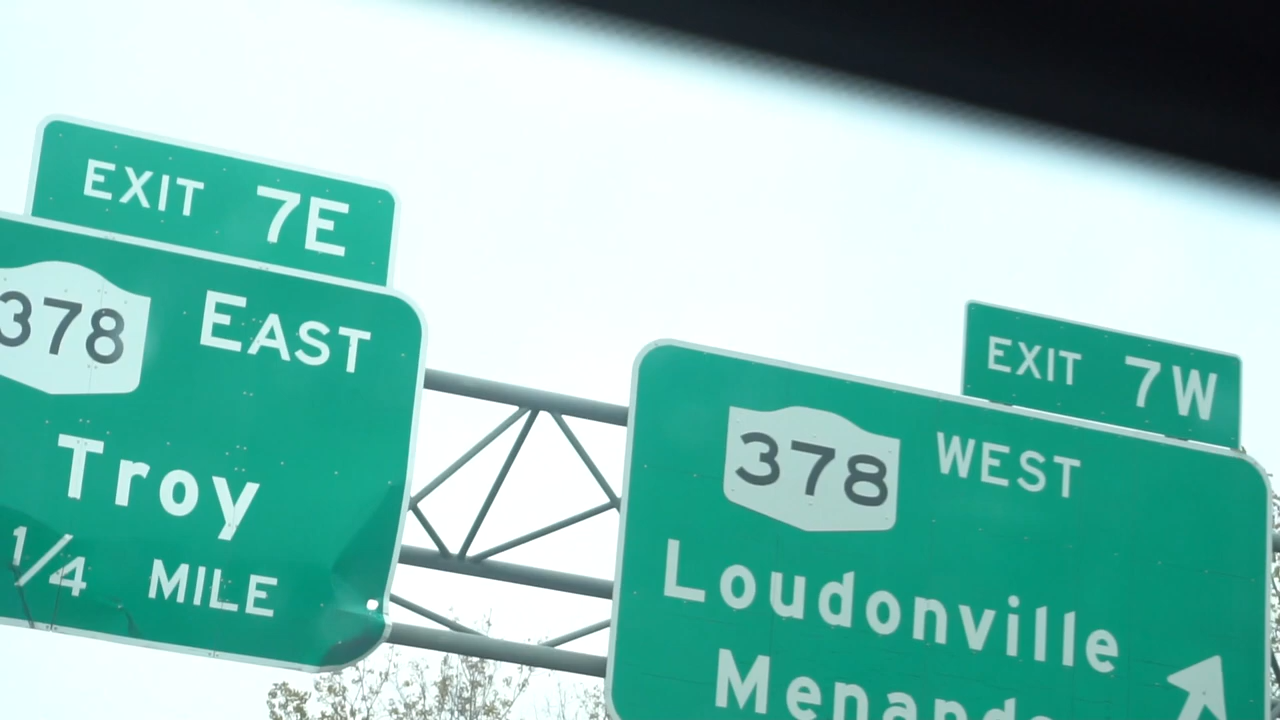 EXIT 7E
378 EAST
Troy
1/4 MILE
EXIT 7W
378 WEST
Loudonville